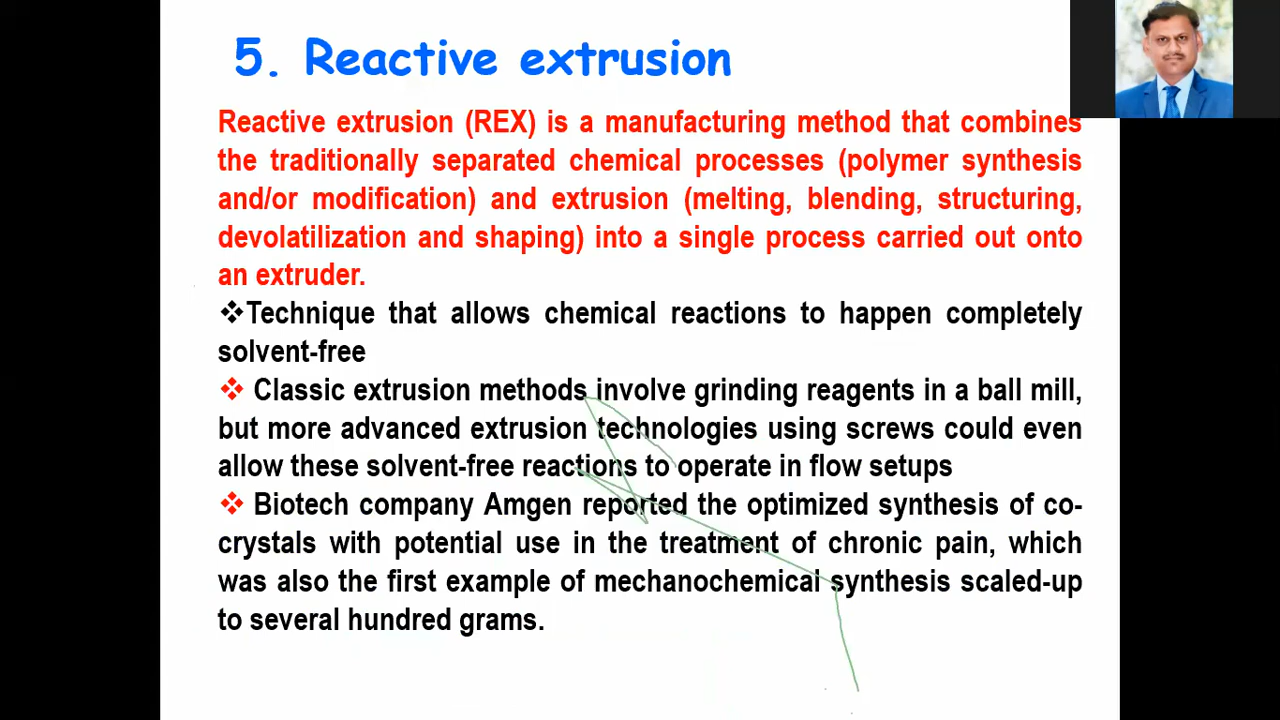 5. Reactive extrusion
Reactive extrusion (REX) is a manufacturing method that combines
the traditionally separated chemical processes (polymer synthesis
and/or modification) and extrusion (melting, blending, structuring,
devolatilization and shaping) into a single process carried out onto
an extruder.
❖Technique that allows chemical reactions to happen completely
solvent-free
❖ Classic extrusion methods involve grinding reagents in a ball mill,
but more advanced extrusion technologies using screws could even
allow these solvent-free reactions to operate in flow setups
❖ Biotech company Amgen reported the optimized synthesis of co-
crystals with potential use in the treatment of chronic pain, which
was also the first example of mechanochemical synthesis scaled-up
to several hundred grams.